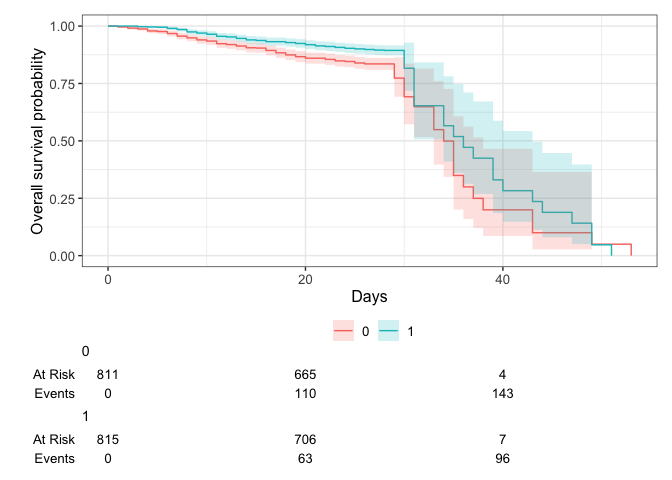 1.00
0.75
0.50
0.25
0.00
Overall survival probability
0 20 40
Days
0 1
0
At Risk 811 665 4
Events 0 110 143
1
At Risk 815 706 7
Events 0 63 96